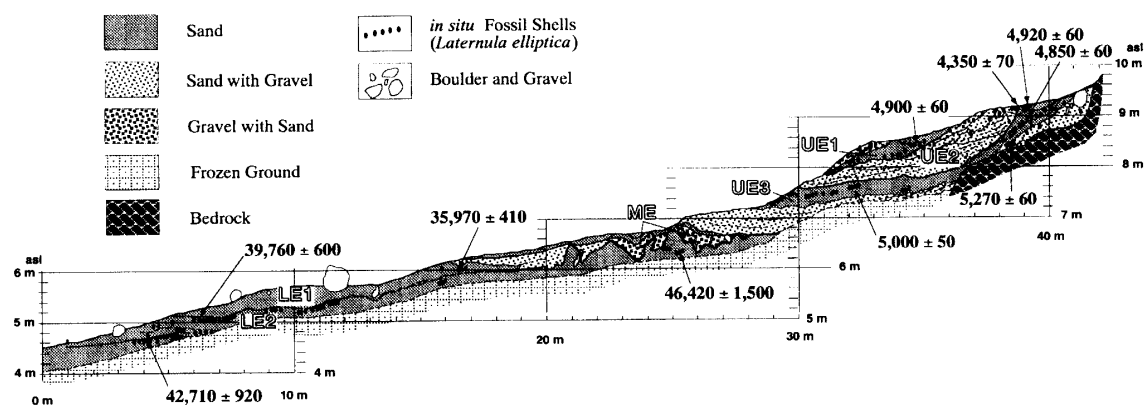 Sand
in situ Fossil Shells
(Laternula elliptica)
Sand with Gravel
Boulder and Gravel
Gravel with Sand
Frozen Ground
Bedrock
4,920 ± 60
4,850 ± 60
4,350 ± 70
asl
10 m
4,900 ± 60
9 m
UE1
UE2
8 m
UE3
5,270 ± 60
35,970 ± 410
ME
7 m
5,000 ± 50
40 m
39,760 ± 600
asl
6 m
6 m
46,420 ± 1,500
LE1
LE2
5 m
5 m
20 m
30 m
4 m
4 m
0 m
42,710 ± 920
10 m